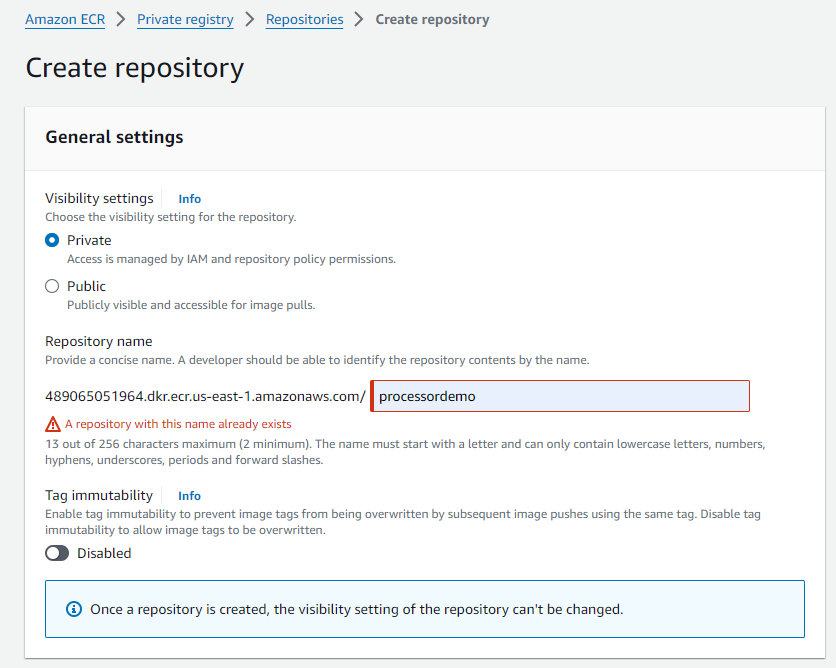 Amazon ECR > Private registry > Repositories > Create repository
Create repository
General settings
Visibility settings Info
Choose the visibility setting for the repository.
Private
Access is managed by IAM and repository policy permissions.
Public
Publicly visible and accessible for image pulls.
Repository name
Provide a concise name. A developer should be able to identify the repository contents by the name.
489065051964.dkr.ecr.us-east-1.amazonaws.com/ processordemo
A repository with this name already exists
13 out of 256 characters maximum (2 minimum). The name must start with a letter and can only contain lowercase letters, numbers,
hyphens, underscores, periods and forward slashes.
Tag immutability Info
Enable tag immutability to prevent image tags from being overwritten by subsequent image pushes using the same tag. Disable tag
immutability to allow image tags to be overwritten.
Disabled
Once a repository is created, the visibility setting of the repository can't be changed.